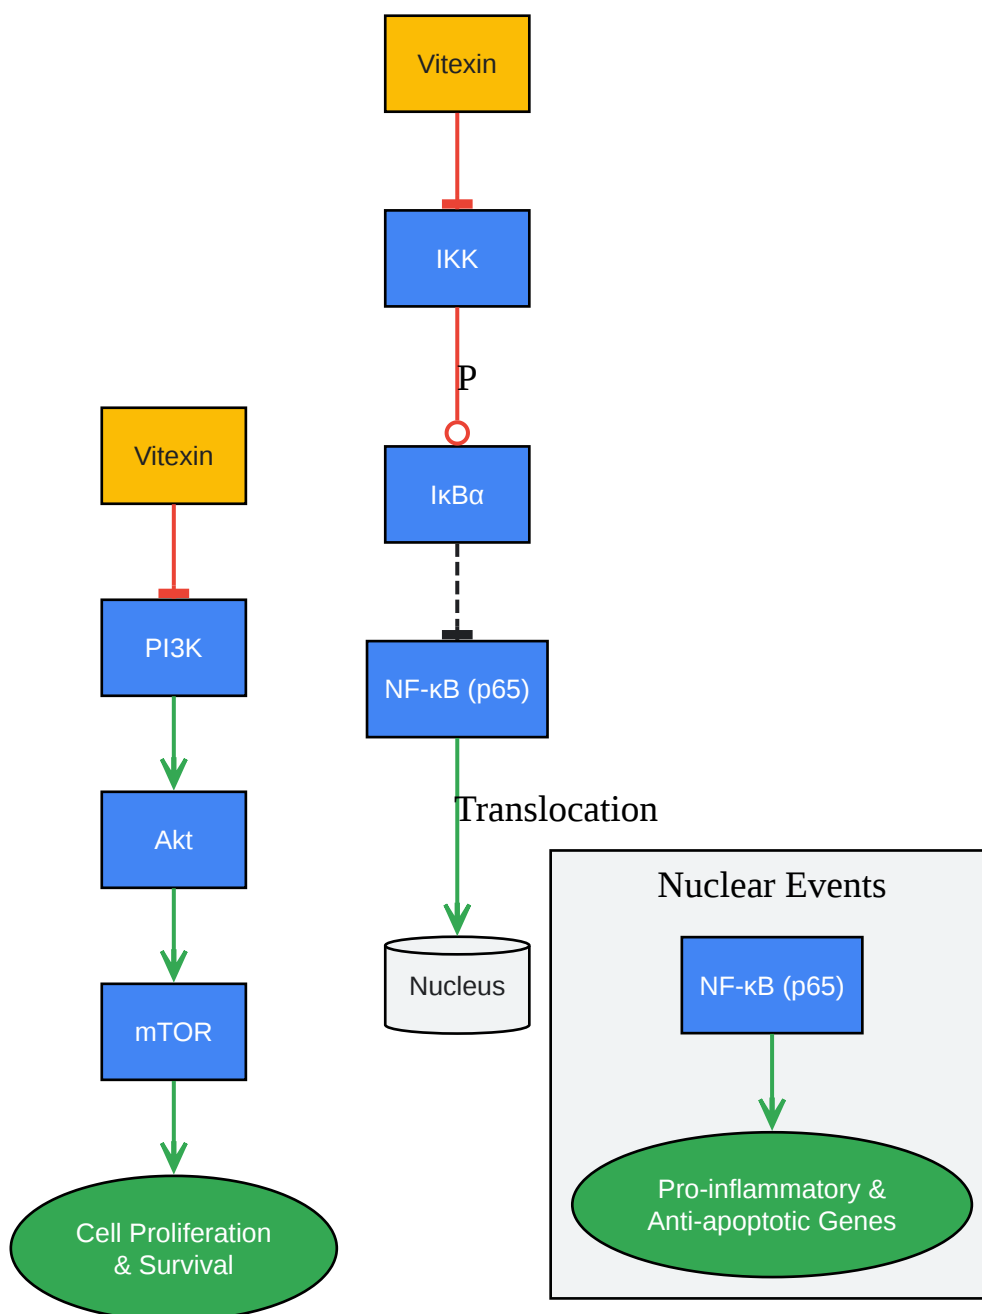 Vitexin
IKK
P
IκBα
NF-κB (p65)
Translocation
Nucleus
Vitexin
PI3K
Akt
mTOR
Cell Proliferation
& Survival
Nuclear Events
NF-κB (p65)
Pro-inflammatory &
Anti-apoptotic Genes